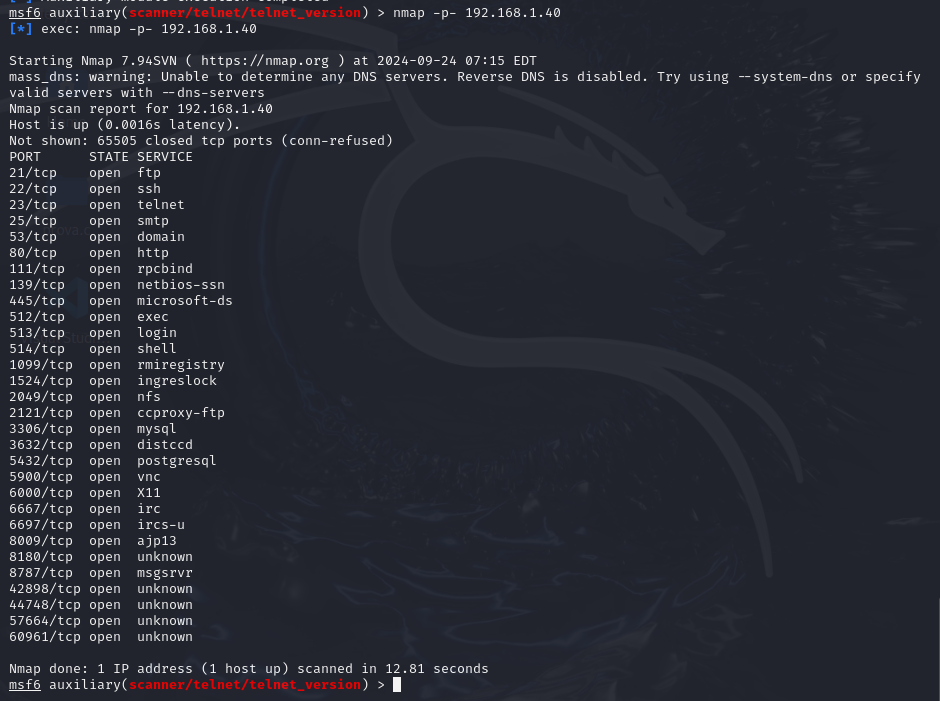 msf6 auxiliary(scanner/telnet/telnet_version) > nmap -p- 192.168.1.40
[*] exec: nmap -p- 192.168.1.40
Starting Nmap 7.94SVN ( https://nmap.org ) at 2024-09-24 07:15 EDT
mass_dns: warning: Unable to determine any DNS servers. Reverse DNS is disabled. Try using --system-dns or specify
valid servers with --dns-servers
Nmap scan report for 192.168.1.40
Host is up (0.0016s latency).
Not shown: 65505 closed tcp ports (conn-refused)
PORT      STATE SERVICE
21/tcp    open  ftp
22/tcp    open  ssh
23/tcp    open  telnet
25/tcp    open  smtp
53/tcp    open  domain
80/tcp    open  http
111/tcp   open  rpcbind
139/tcp   open  netbios-ssn
445/tcp   open  microsoft-ds
512/tcp   open  exec
513/tcp   open  login
514/tcp   open  shell
1099/tcp  open  rmiregistry
1524/tcp  open  ingreslock
2049/tcp  open  nfs
2121/tcp  open  ccproxy-ftp
3306/tcp  open  mysql
3632/tcp  open  distccd
5432/tcp  open  postgresql
5900/tcp  open  vnc
6000/tcp  open  X11
6667/tcp  open  irc
6697/tcp  open  ircs-u
8009/tcp  open  ajp13
8180/tcp  open  unknown
8787/tcp  open  msgsrvr
42898/tcp open  unknown
44748/tcp open  unknown
57664/tcp open  unknown
60961/tcp open  unknown
Nmap done: 1 IP address (1 host up) scanned in 12.81 seconds
msf6 auxiliary(scanner/telnet/telnet_version) >